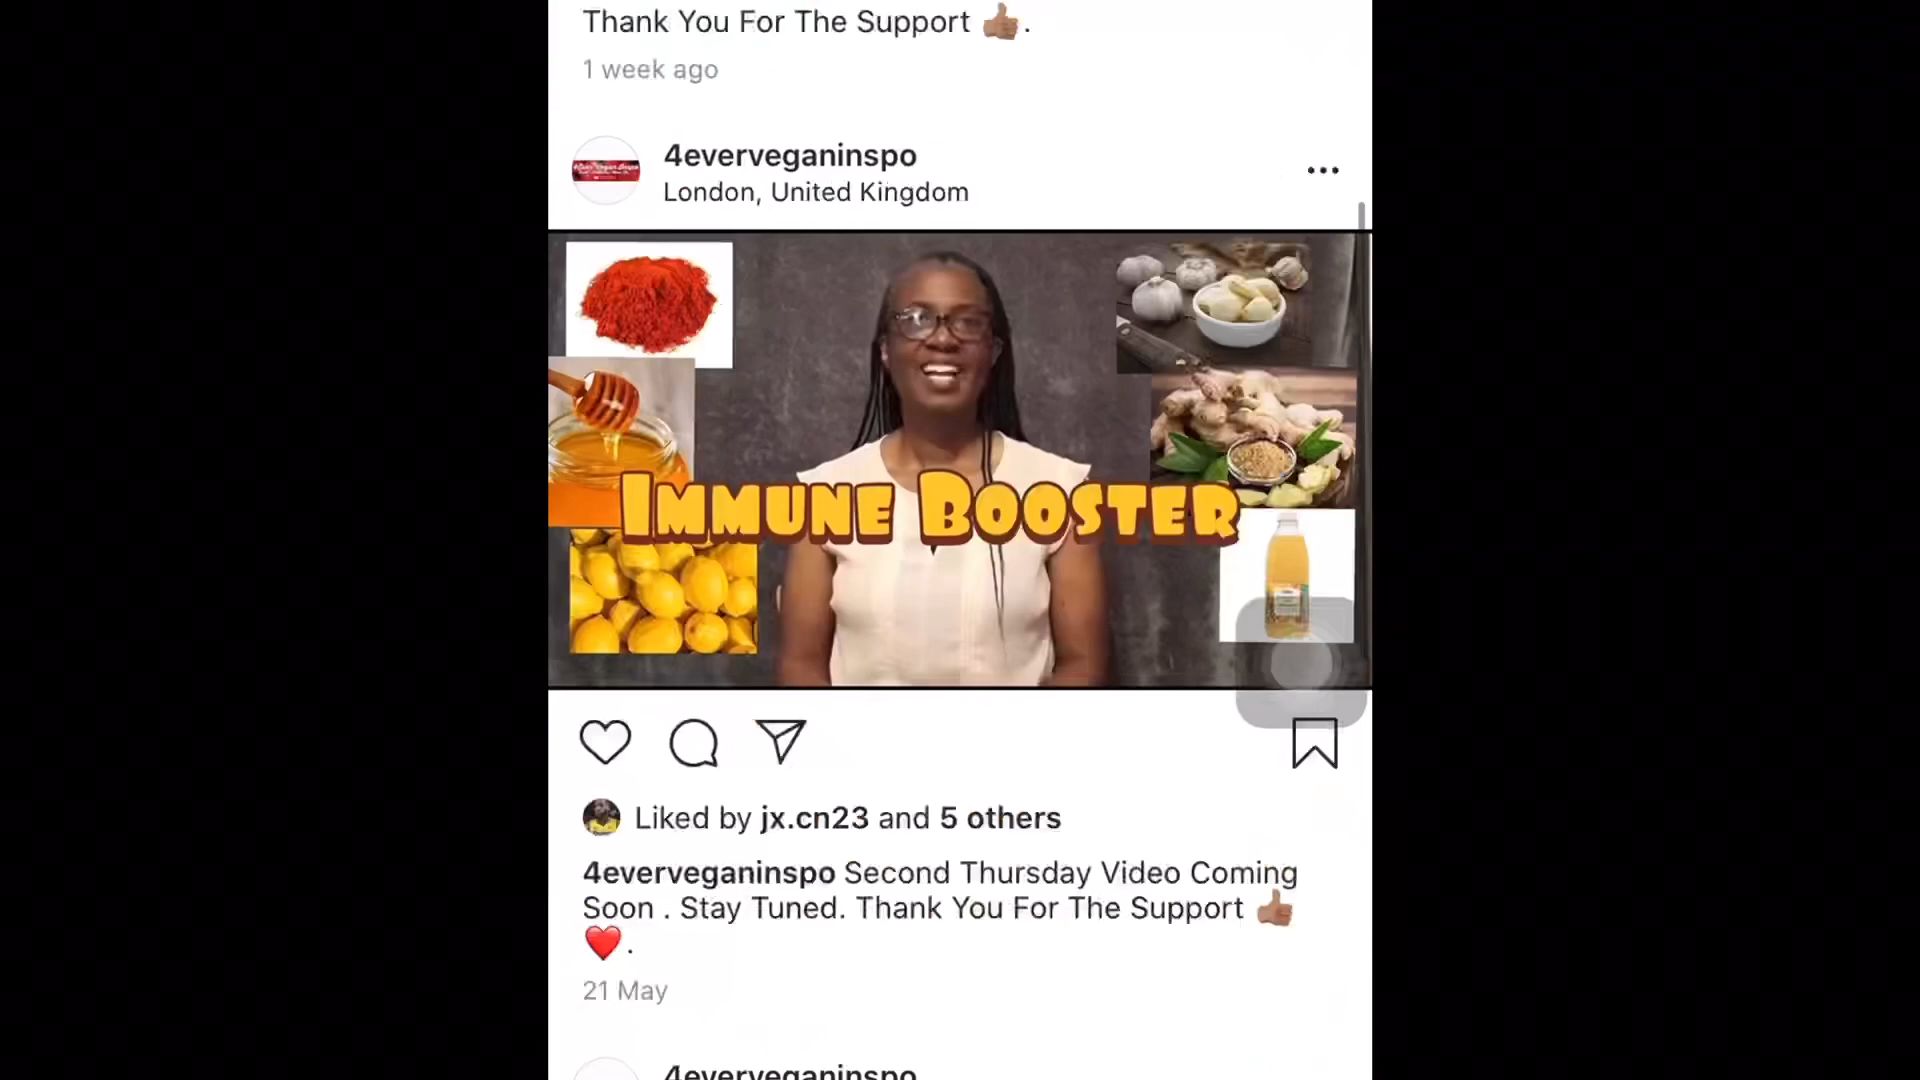 Thank You For The Support 👍🏽.
1 week ago
4everveganinspo
London, United Kingdom
IMMUNE BOOSTER
Liked by jx.cn23 and 5 others
4everveganinspo Second Thursday Video Coming
Soon . Stay Tuned. Thank You For The Support 👍🏽
❤️.
21 May
4everveganinspo